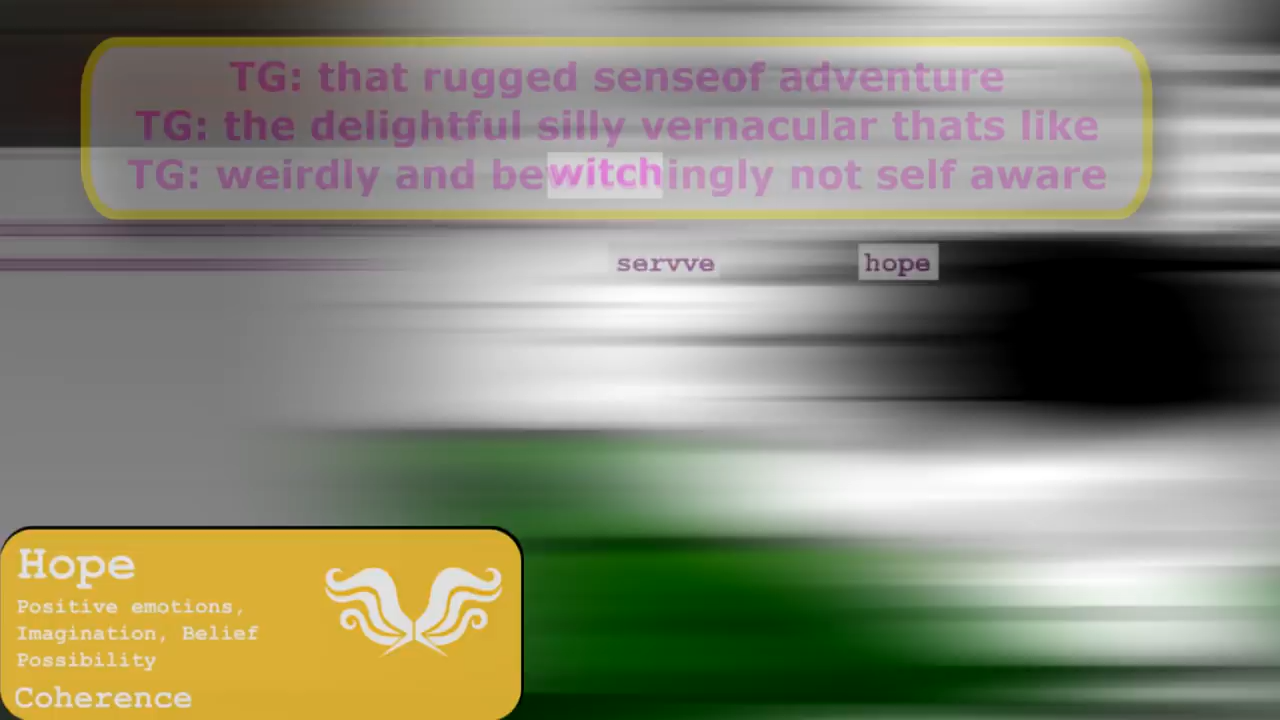 TG: that rugged senseof adventure
TG: the delightful silly vernacular thats like
TG: weirdly and bewitchingly not self aware
servve hope
Hope
Positive emotions,
Imagination, Belief
Possibility
Coherence